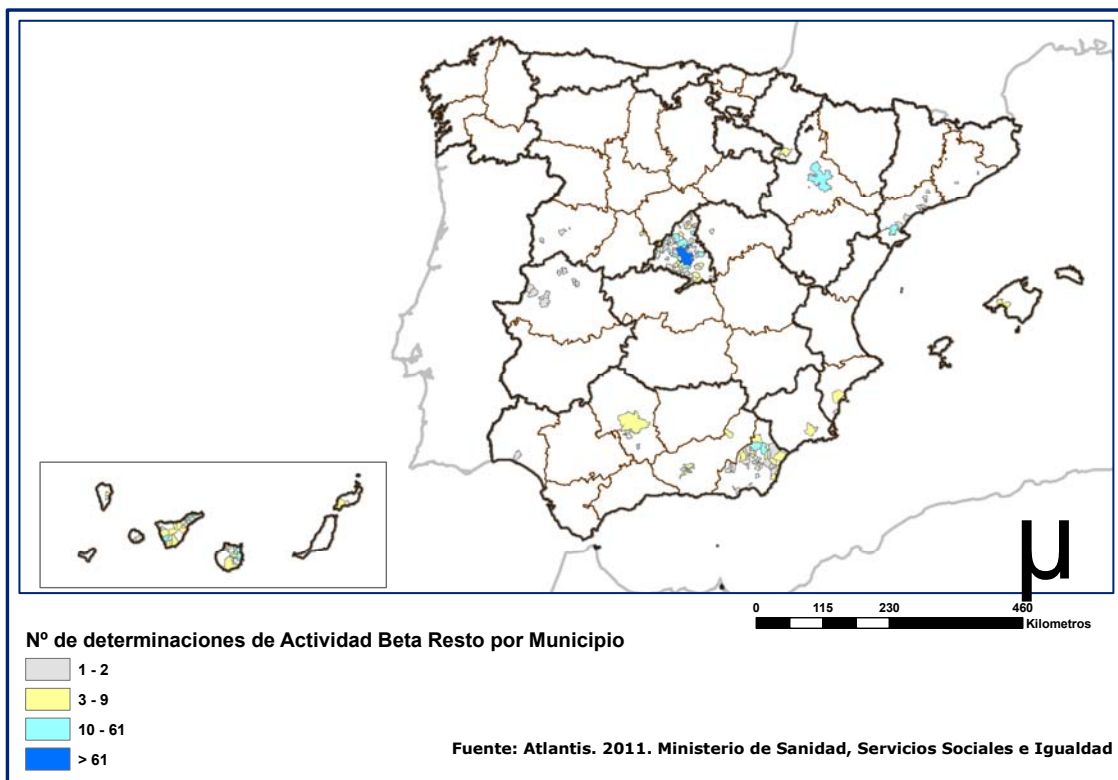 µ
0 115 230 460
Kilometros
Nº de determinaciones de Actividad Beta Resto por Municipio
1 - 2
3 - 9
10 - 61
> 61
Fuente: Atlantis. 2011. Ministerio de Sanidad, Servicios Sociales e Igualdad